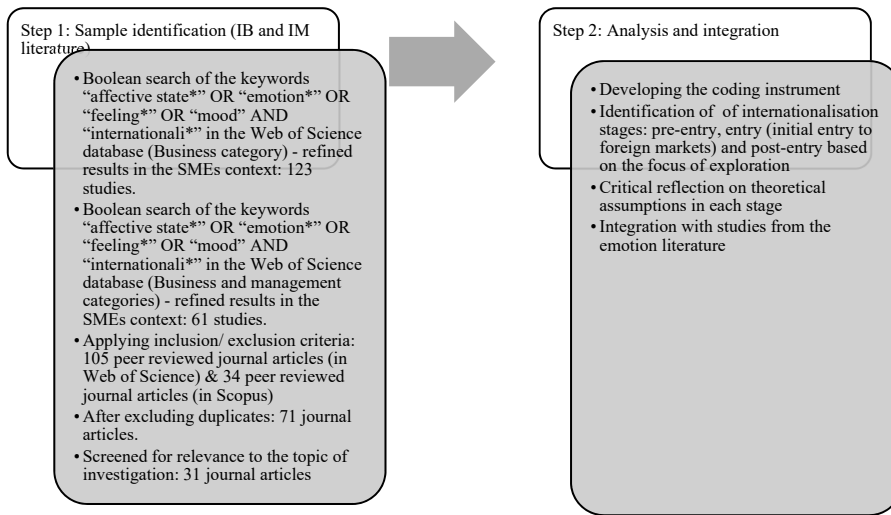 Step 1: Sample identification (IB and IM
literature)
• Boolean search of the keywords
“affective state*” OR “emotion*” OR
“feeling*” OR “mood” AND
“internationali*” in the Web of Science
database (Business category) - refined
results in the SMEs context: 123
studies.
• Boolean search of the keywords
“affective state*” OR “emotion*” OR
“feeling*” OR “mood” AND
“internationali*” in the Web of Science
database (Business and management
categories) - refined results in the
SMEs context: 61 studies.
• Applying inclusion/ exclusion criteria:
105 peer reviewed journal articles (in
Web of Science) & 34 peer reviewed
journal articles (in Scopus)
• After excluding duplicates: 71 journal
articles.
• Screened for relevance to the topic of
investigation: 31 journal articles
Step 2: Analysis and integration
• Developing the coding instrument
• Identification of of internationalisation
stages: pre-entry, entry (initial entry to
foreign markets) and post-entry based
on the focus of exploration
• Critical reflection on theoretical
assumptions in each stage
• Integration with studies from the
emotion literature